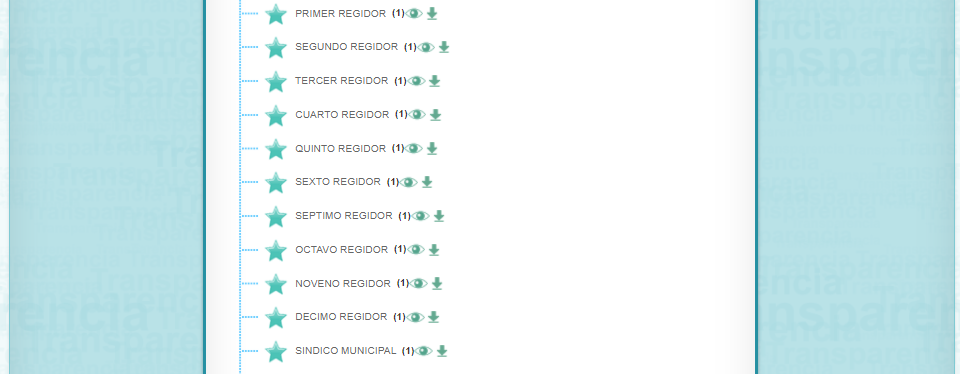 PRIMER REGIDOR (1)
SEGUNDO REGIDOR (1)
TERCER REGIDOR (1)
CUARTO REGIDOR (1)
QUINTO REGIDOR (1)
SEXTO REGIDOR (1)
SEPTIMO REGIDOR (1)
OCTAVO REGIDOR (1)
NOVENO REGIDOR (1)
DECIMO REGIDOR (1)
SINDICO MUNICIPAL (1)